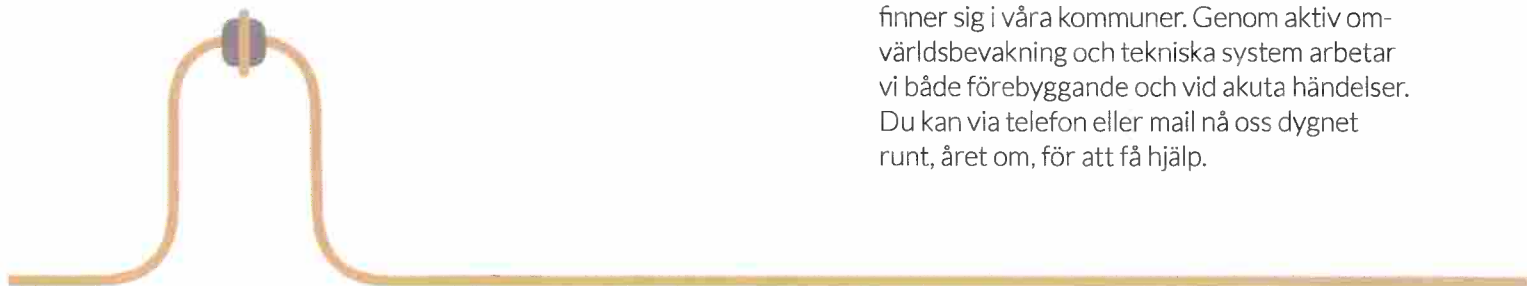 finner sig i våra kommuner. Genom aktiv om-
världsbevakning och tekniska system arbetar
vi både förebyggande och vid akuta händelser.
Du kan via telefon eller mail nå oss dygnet
runt, året om, för att få hjälp.